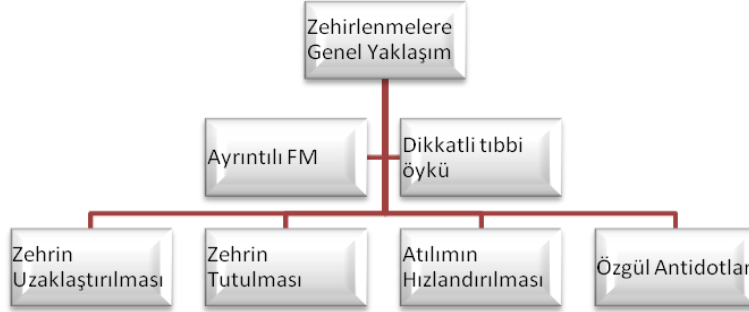 Zehirlenmelere
Genel Yaklaşım
Ayrıntılı FM
Dikkatli tıbbi
öykü
Zehrin
Uzaklaştırılması
Zehrin
Tutulması
Atılımın
Hızlandırılması
Özgül Antidotlar